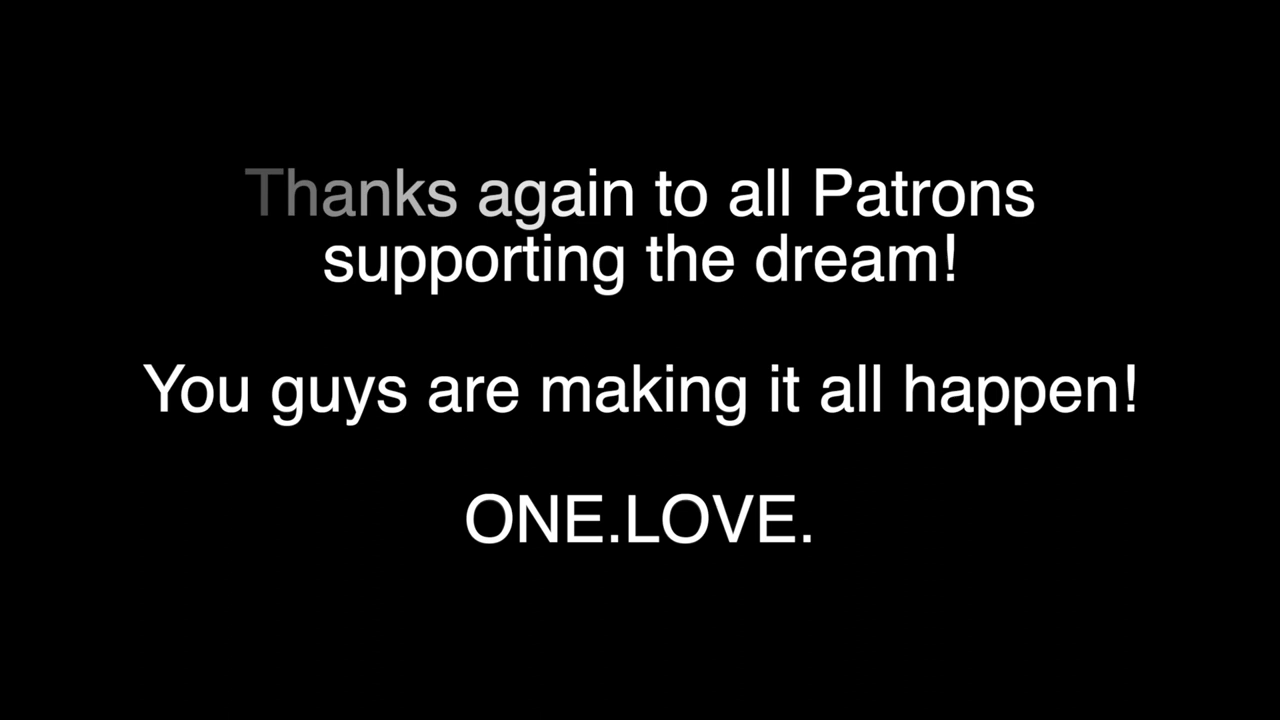 Thanks again to all Patrons
supporting the dream!
You guys are making it all happen!
ONE.LOVE.